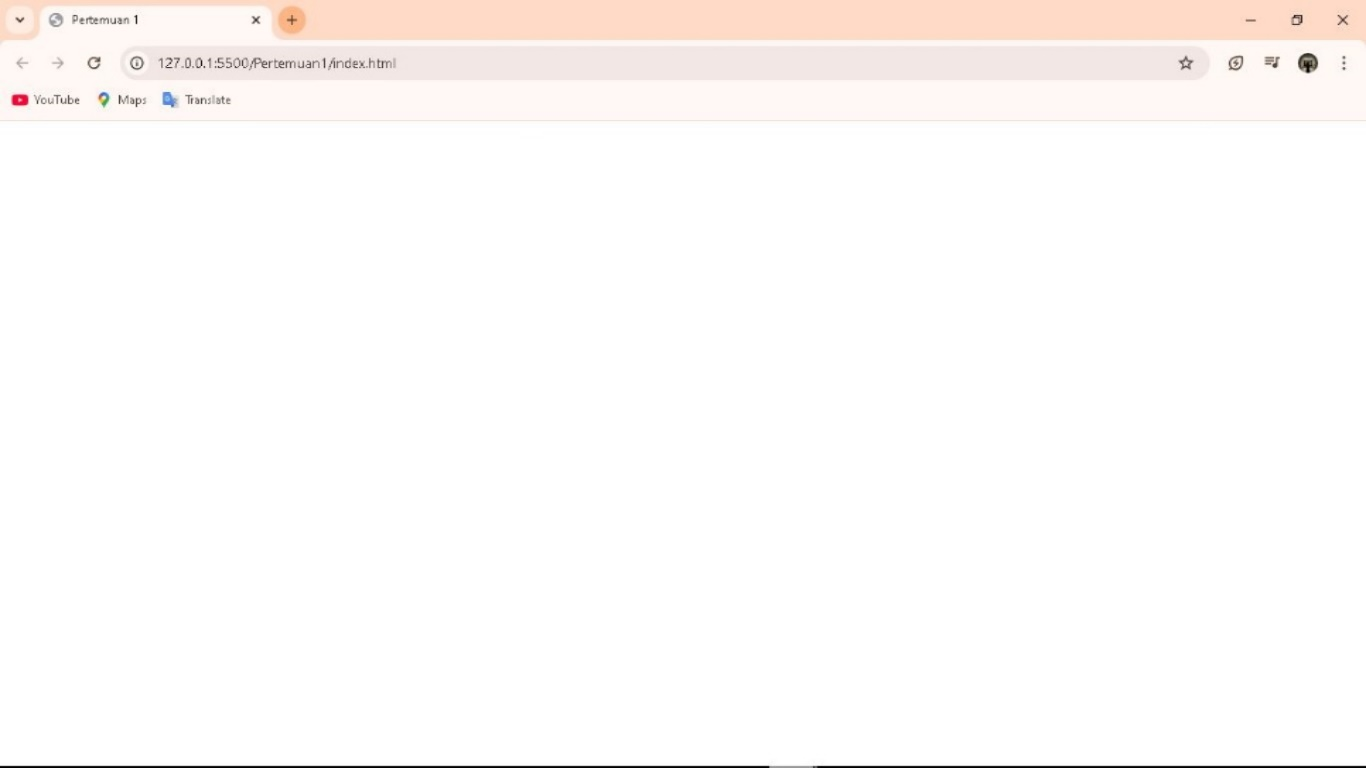 Pertemuan 1
127.0.0.1:5500/Pertemuan1/index.html
YouTube Maps Translate